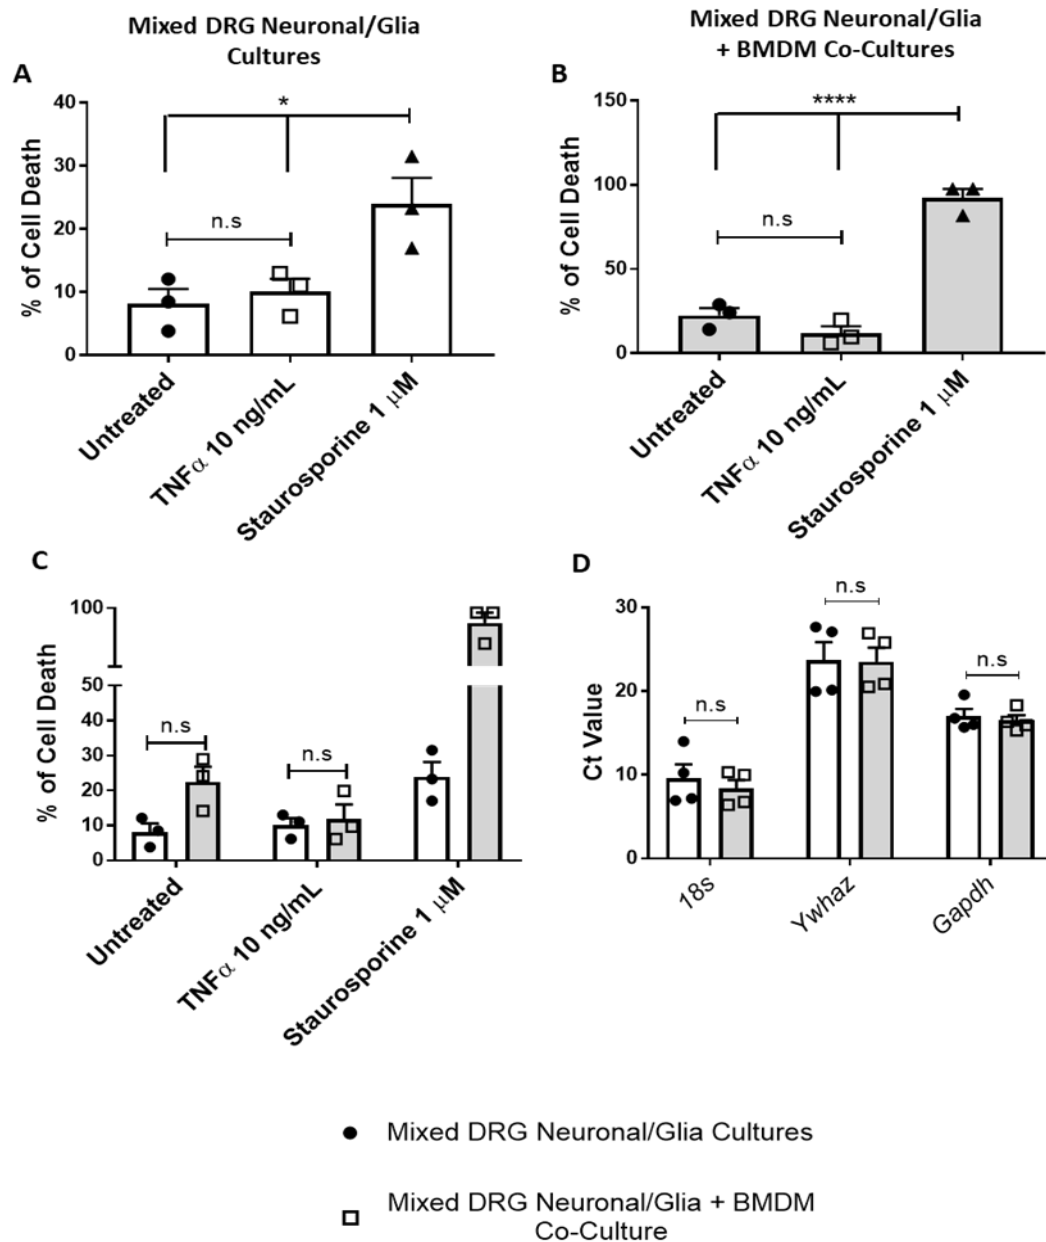 Mixed DRG Neuronal/Glia
Cultures
Mixed DRG Neuronal/Glia
+ BMDM Co-Cultures
A
% of Cell Death
40
30
20
10
0
*
n.s
Untreated
TNFα 10 ng/mL
Staurosporine 1 μM
B
% of Cell Death
150
100
50
0
****
n.s
Untreated
TNFα 10 ng/mL
Staurosporine 1 μM
C
% of Cell Death
100
50
40
30
20
10
0
n.s
n.s
Untreated
TNFα 10 ng/mL
Staurosporine 1 μM
D
Ct Value
30
20
10
0
n.s
n.s
n.s
18s
Ywhaz
Gapdh
Mixed DRG Neuronal/Glia Cultures
Mixed DRG Neuronal/Glia + BMDM
Co-Culture